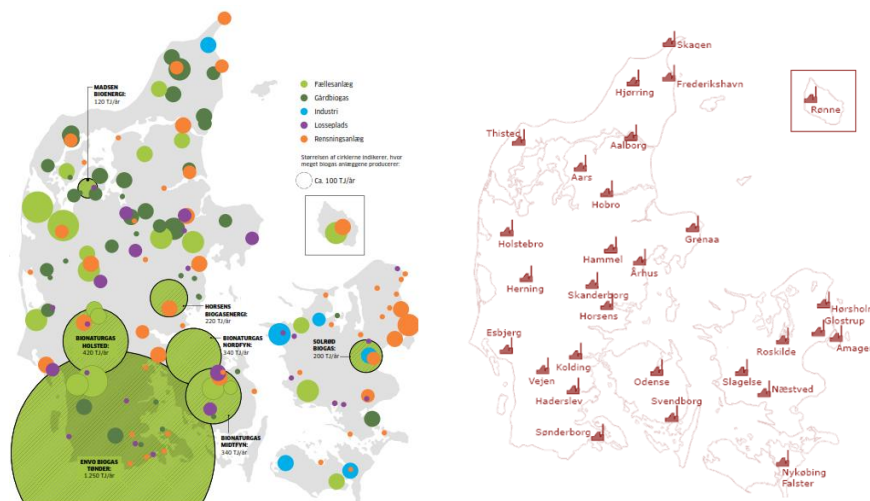 MADSEN
BIOENERGI:
120 TJ/år
Fællesanlæg
Gårdbiogas
Industri
Losseplads
Rensningsanlæg
Størrelsen af cirklerne indikerer, hvor
meget biogas anlæggene producerer.
Ca. 100 TJ/år
HORSENS
BIOGASENERGI:
220 TJ/år
BIONATURGAS
HOLSTED:
420 TJ/år
BIONATURGAS
NORDFYN:
340 TJ/år
SOLRØD
BIOGAS:
200 TJ/år
BIONATURGAS
MIDTFYN:
340 TJ/år
ENVO BIOGAS
TØNDER:
1.250 TJ/år
Skagen
Frederikshavn
Hjørring
Rønne
Thisted
Aalborg
Aars
Hobro
Holstebro
Grenaa
Hammel
Århus
Herning
Skanderborg
Horsens
Hørsholm
Glostrup
Amager
Esbjerg
Roskilde
Kolding
Vejen
Odense
Slagelse
Næstved
Haderslev
Svendborg
Sønderborg
Nykøbing
Falster